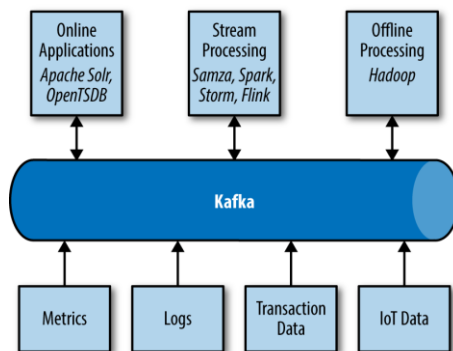 Online
Applications
Apache Solr,
OpenTSDB
Stream
Processing
Samza, Spark,
Storm, Flink
Offline
Processing
Hadoop
Kafka
Metrics
Logs
Transaction
Data
IoT Data